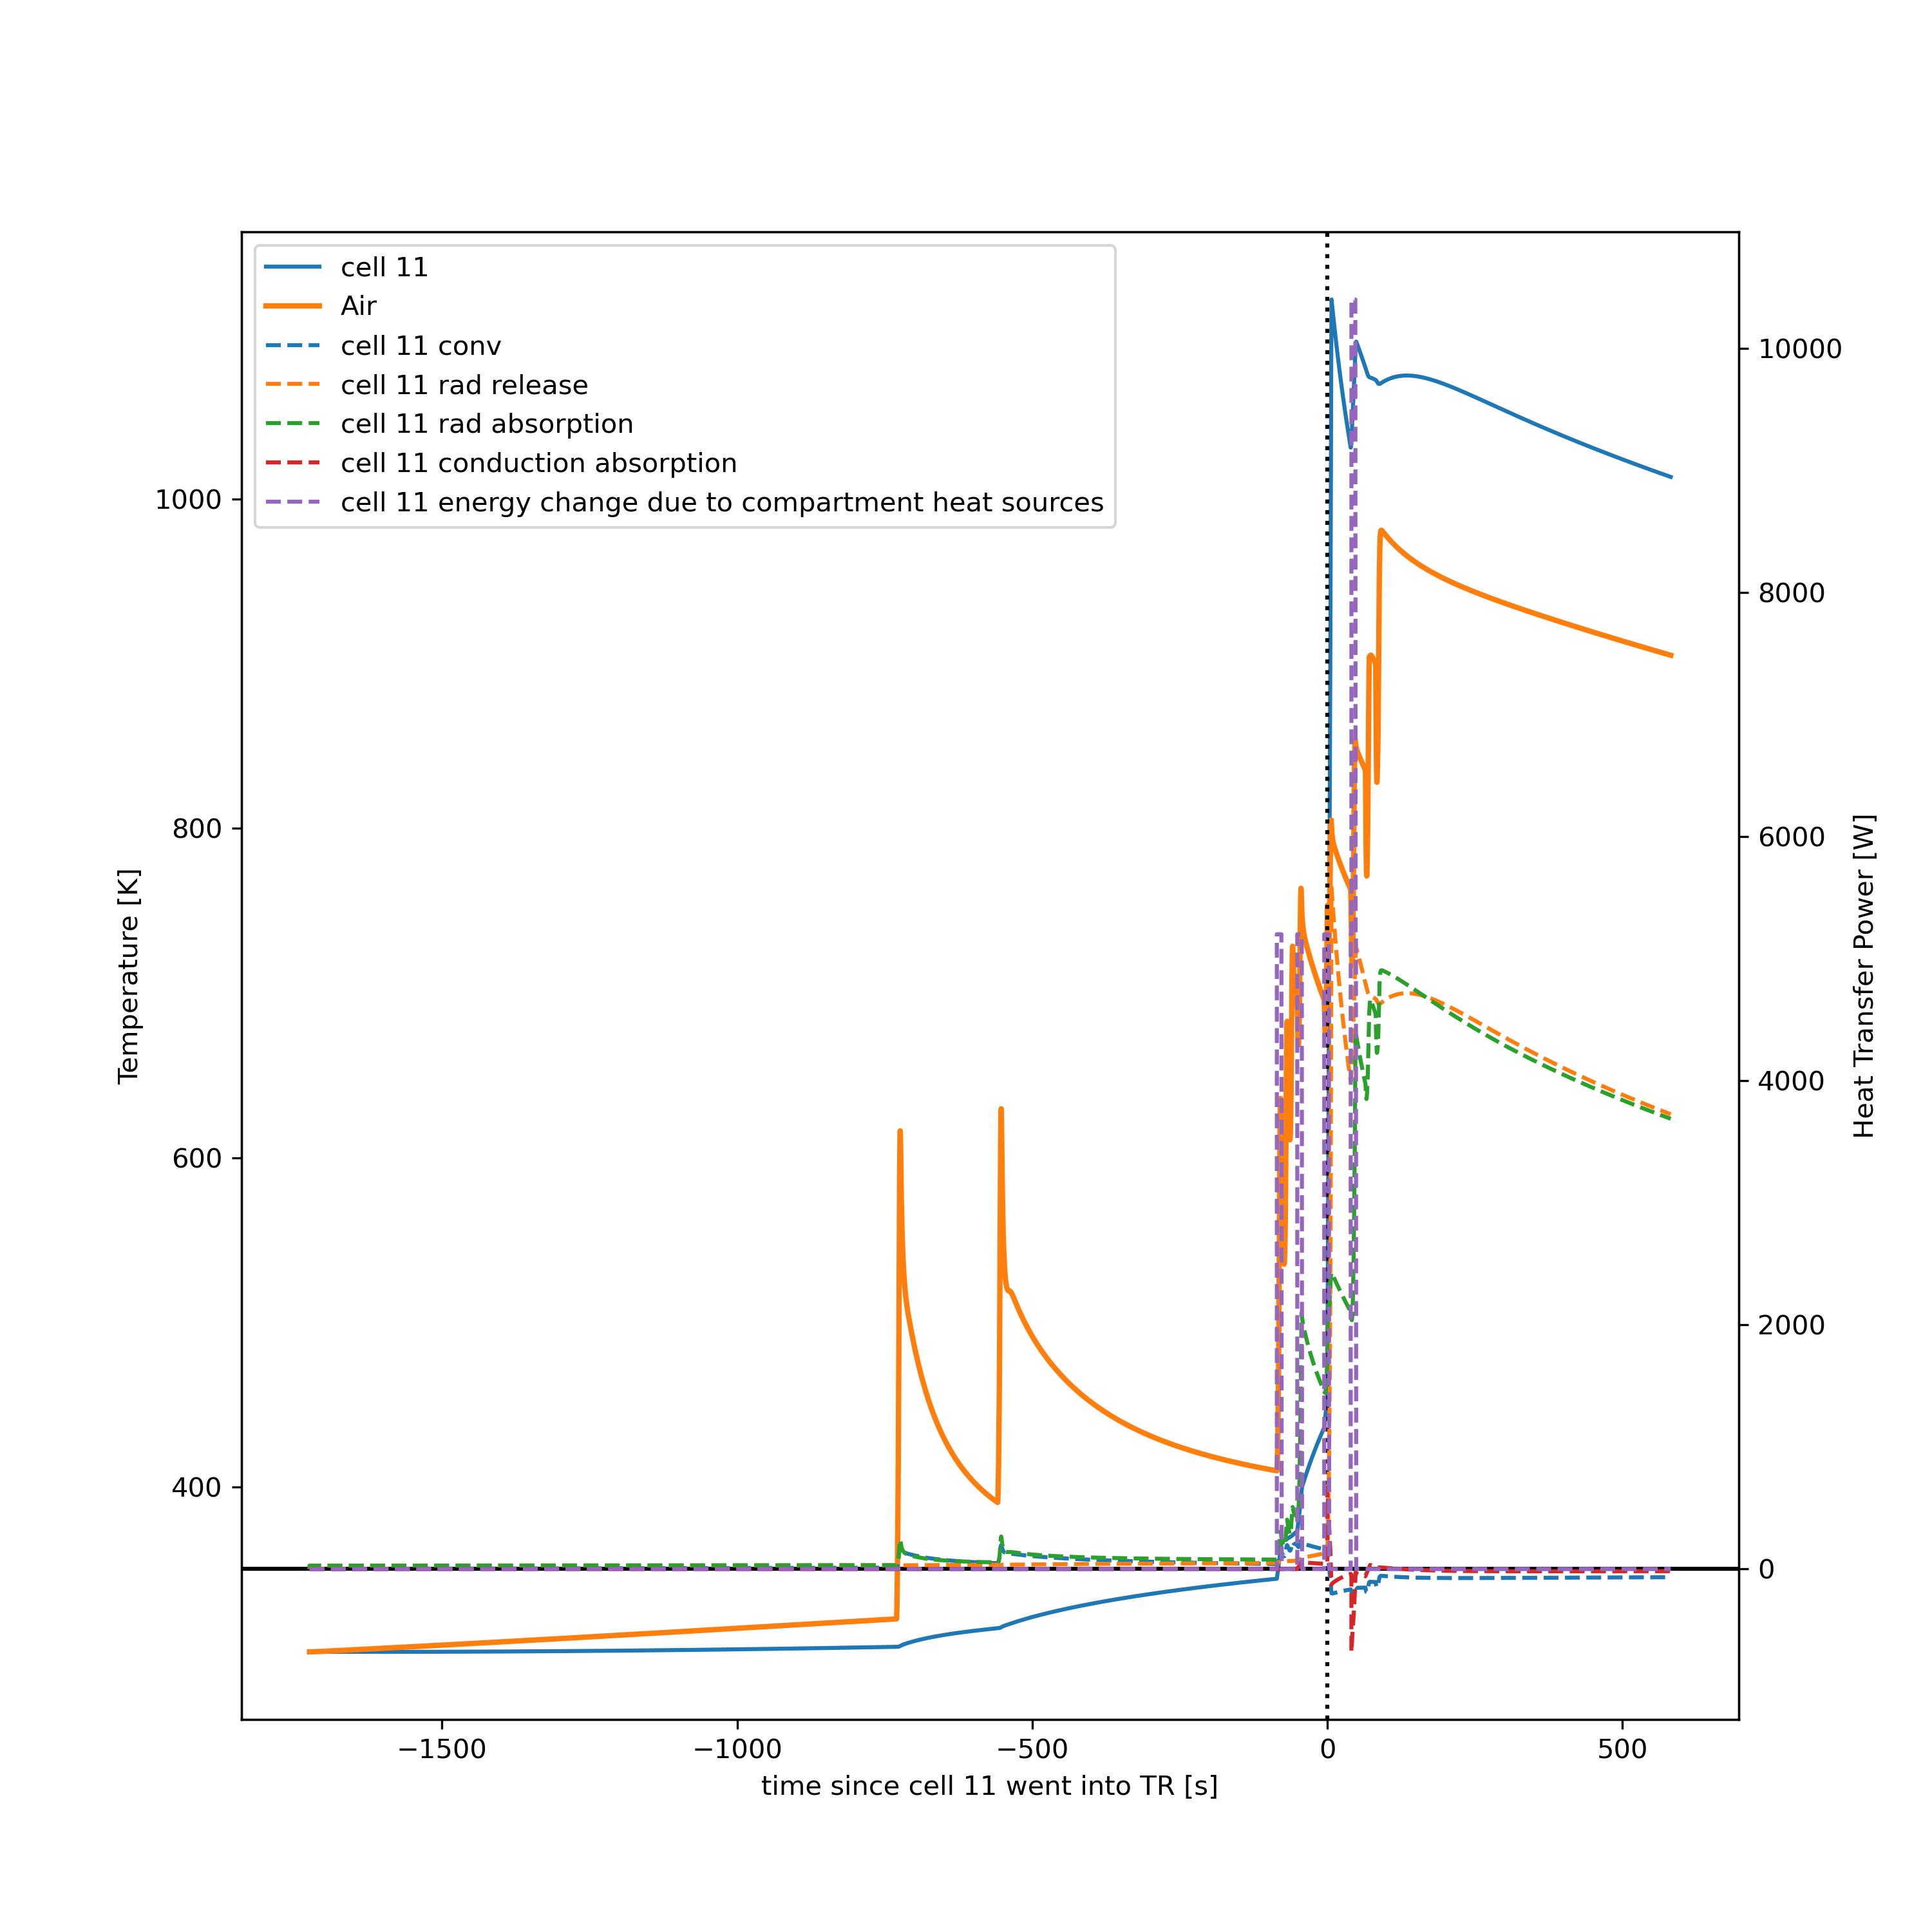 cell 11
Air
cell 11 conv
cell 11 rad release
cell 11 rad absorption
cell 11 conduction absorption
cell 11 energy change due to compartment heat sources
Temperature [K]
1000
800
600
400
Heat Transfer Power [W]
10000
8000
6000
4000
2000
0
−1500
−1000
−500
0
500
time since cell 11 went into TR [s]